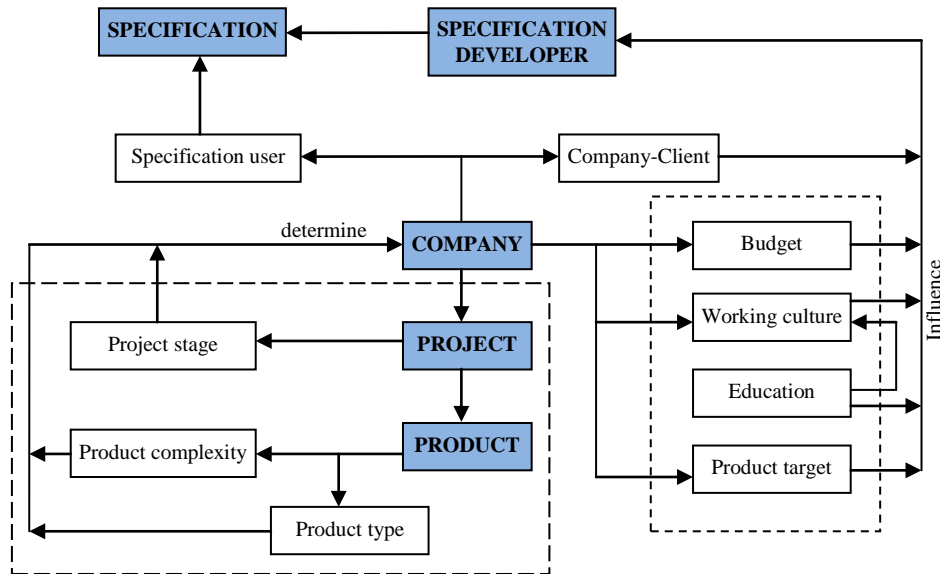 SPECIFICATION
SPECIFICATION
DEVELOPER
Specification user
Company-Client
determine
COMPANY
Budget
Influence
Project stage
PROJECT
Working culture
Education
Product complexity
PRODUCT
Product target
Product type